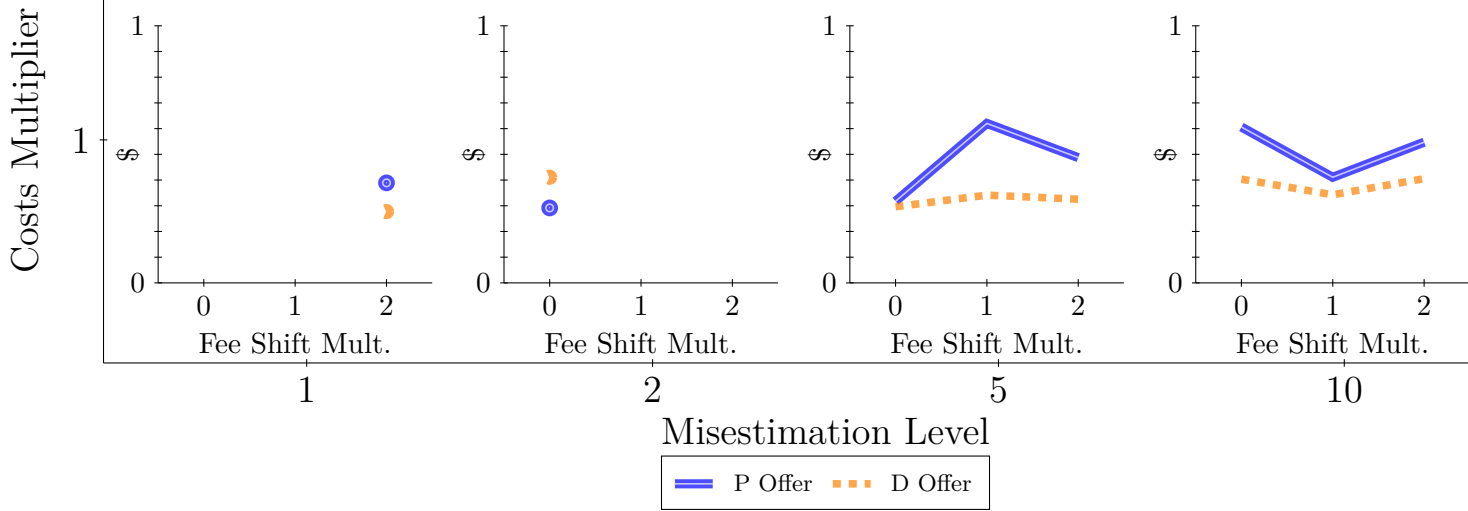 Costs Multiplier
1
1
$
0
0 1 2
Fee Shift Mult.
1
$
0
0 1 2
Fee Shift Mult.
1
$
0
0 1 2
Fee Shift Mult.
1
$
0
0 1 2
Fee Shift Mult.
1 2 5 10
Misestimation Level
P Offer D Offer